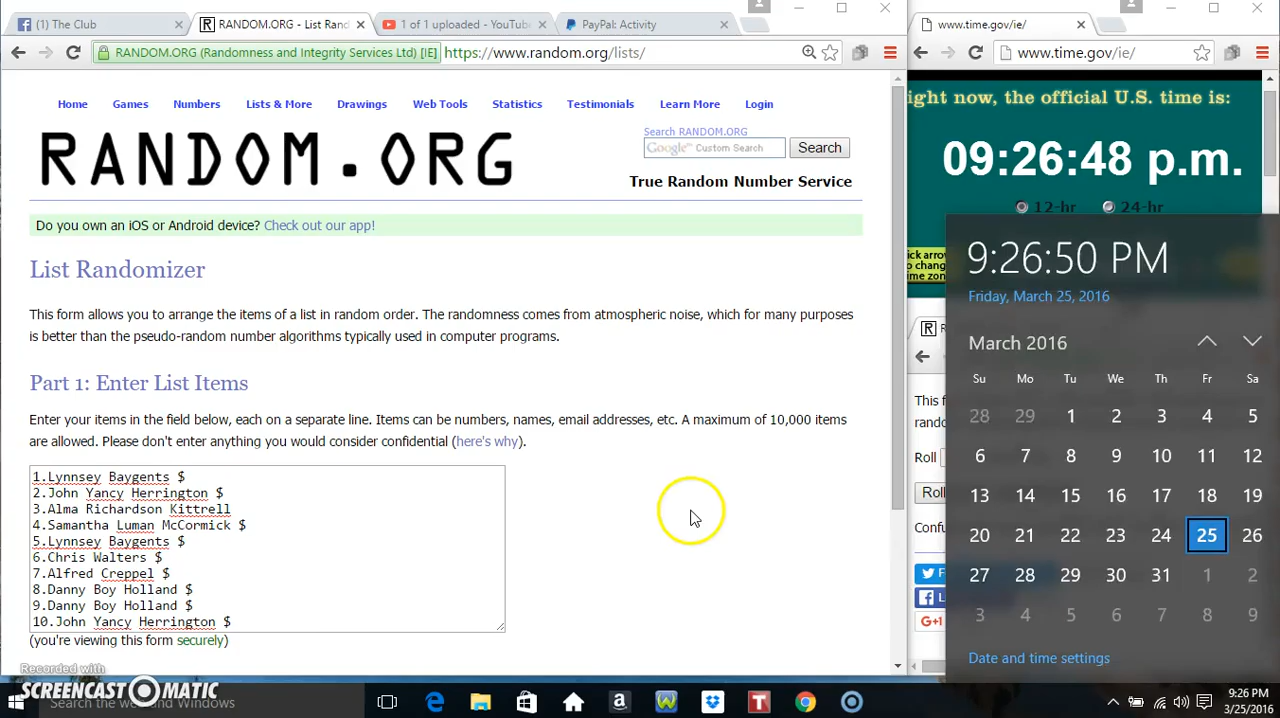 (1) The Club
RANDOM.ORG - List Rand
1 of 1 uploaded - YouTube
PayPal: Activity
www.time.gov/ie/
RANDOM.ORG (Randomness and Integrity Services Ltd) [IE]
https://www.random.org/lists/
www.time.gov/ie/
Home Games Numbers Lists & More Drawings Web Tools Statistics Testimonials Learn More Login
RANDOM.ORG
Search RANDOM.ORG
Google Custom Search
Search
True Random Number Service
Do you own an iOS or Android device? Check out our app!
List Randomizer
This form allows you to arrange the items of a list in random order. The randomness comes from atmospheric noise, which for many purposes
is better than the pseudo-random number algorithms typically used in computer programs.
Part 1: Enter List Items
Enter your items in the field below, each on a separate line. Items can be numbers, names, email addresses, etc. A maximum of 10,000 items
are allowed. Please don't enter anything you would consider confidential (here's why).
1.Lynnsey Baygents $
2.John Yancy Herrington $
3.Alma Richardson Kittrell
4.Samantha Luman McCormick $
5.Lynnsey Baygents $
6.Chris Walters $
7.Alfred Creppel $
8.Danny Boy Holland $
9.Danny Boy Holland $
10.John Yancy Herrington $
(you're viewing this form securely)
ight now, the official U.S. time is:
09:26:48 p.m.
12-hr 24-hr
ick arrow
o chang
ime zon
R
This f
rando
Roll
Roll
Confu
F
L
G+1
9:26:50 PM
Friday, March 25, 2016
March 2016
Su Mo Tu We Th Fr Sa
28 29 1 2 3 4 5
6 7 8 9 10 11 12
13 14 15 16 17 18 19
20 21 22 23 24 25 26
27 28 29 30 31 1 2
3 4 5 6 7 8 9
Date and time settings
Recorded with
SCREENCAST-O-MATIC
Search the web and Windows
9:26 PM
3/25/2016